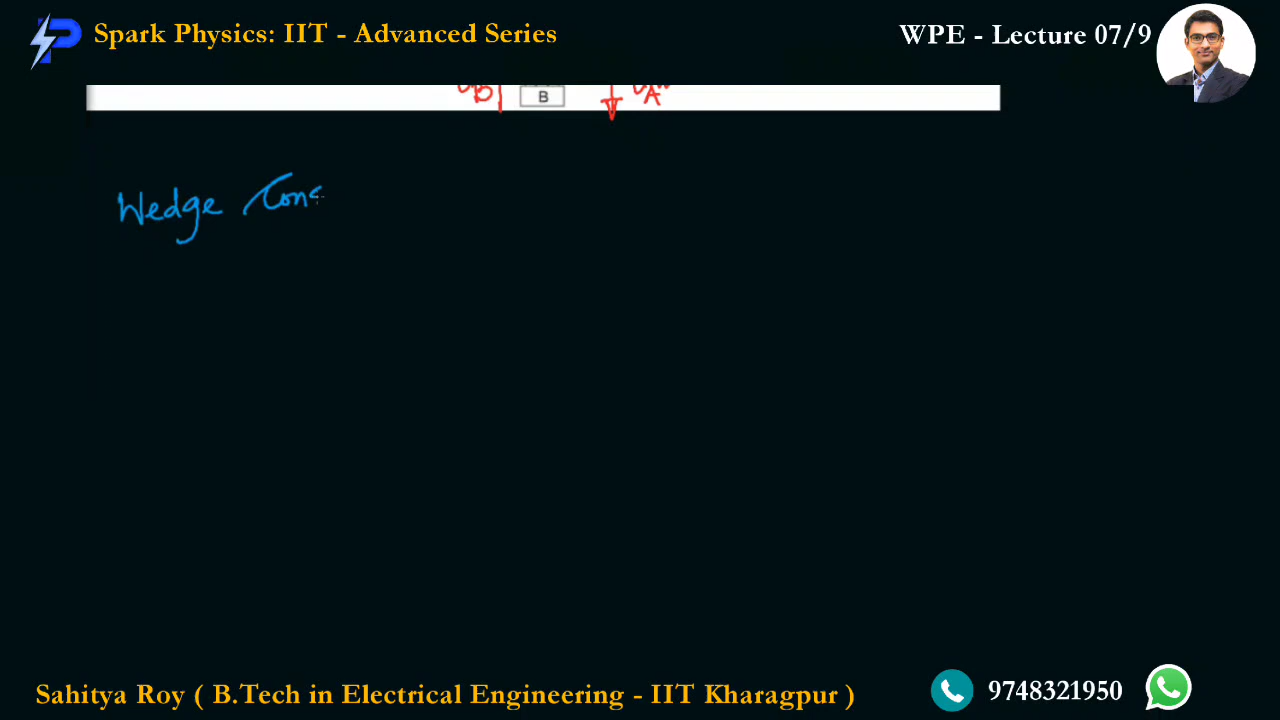 Spark Physics: IIT - Advanced Series
WPE - Lecture 07/9
B
Wedge Cons
Sahitya Roy ( B.Tech in Electrical Engineering - IIT Kharagpur )
9748321950